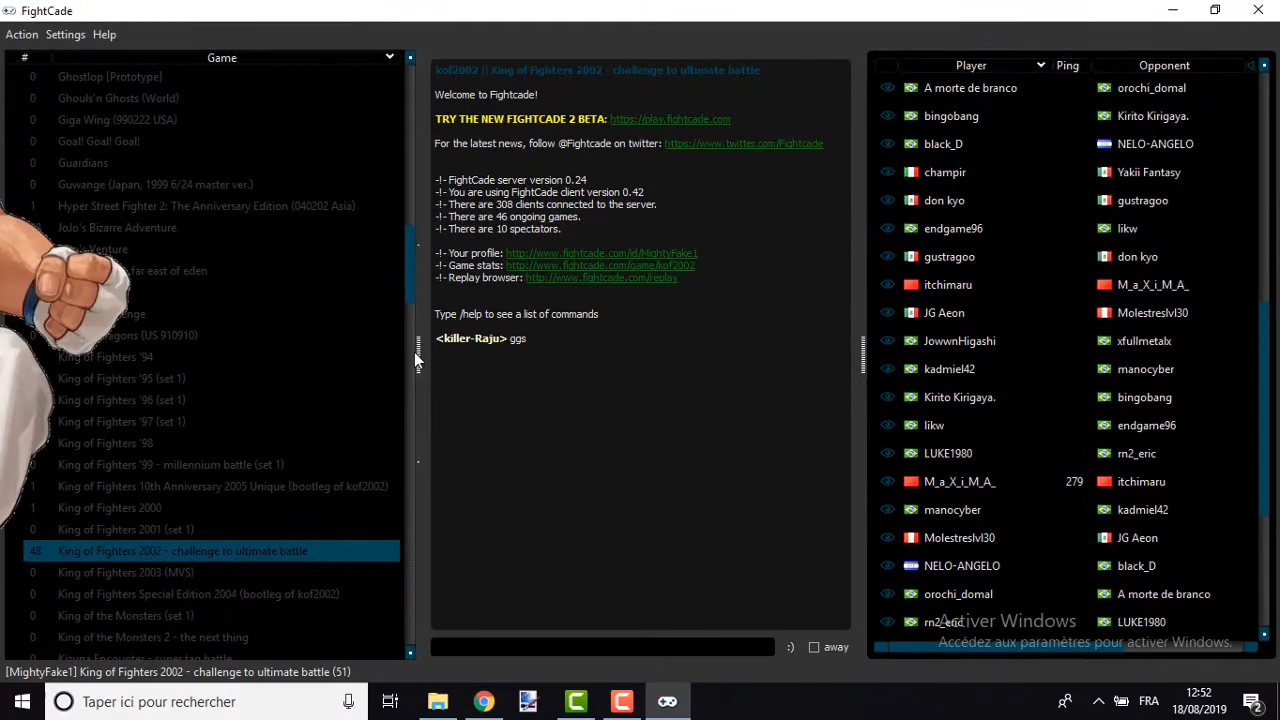 FightCade
Action Settings Help
# Game
0 Ghostlop [Prototype]
0 Ghouls'n Ghosts (World)
0 Giga Wing (990222 USA)
0 Goal! Goal! Goal!
0 Guardians
0 Guwange (Japan, 1999 6/24 master ver.)
1 Hyper Street Fighter 2: The Anniversary Edition (040202 Asia)
JoJo's Bizarre Adventure
Venture
far east of eden
enge
agons (US 910910)
King of Fighters '94
King of Fighters '95 (set 1)
King of Fighters '96 (set 1)
King of Fighters '97 (set 1)
King of Fighters '98
King of Fighters '99 - millennium battle (set 1)
1 King of Fighters 10th Anniversary 2005 Unique (bootleg of kof2002)
1 King of Fighters 2000
0 King of Fighters 2001 (set 1)
48 King of Fighters 2002 - challenge to ultimate battle
0 King of Fighters 2003 (MVS)
0 King of Fighters Special Edition 2004 (bootleg of kof2002)
0 King of the Monsters (set 1)
0 King of the Monsters 2 - the next thing
0 Kizuna Encounter - super tag battle
[MightyFake1] King of Fighters 2002 - challenge to ultimate battle (51)
kof2002 || King of Fighters 2002 - challenge to ultimate battle
Welcome to Fightcade!
TRY THE NEW FIGHTCADE 2 BETA: https://play.fightcade.com
For the latest news, follow @Fightcade on twitter: https://www.twitter.com/Fightcade
-!- FightCade server version 0.24
-!- You are using FightCade client version 0.42
-!- There are 308 clients connected to the server.
-!- There are 46 ongoing games.
-!- There are 10 spectators.
-!- Your profile: http://www.fightcade.com/id/MightyFake1
-!- Game stats: http://www.fightcade.com/game/kof2002
-!- Replay browser: http://www.fightcade.com/replay
Type /help to see a list of commands
<killer-Raju> ggs
:) away
Player Ping Opponent
A morte de branco orochi_domal
bingobang Kirito Kirigaya.
black_D NELO-ANGELO
champir Yakii Fantasy
don kyo gustragoo
endgame96 likw
gustragoo don kyo
itchimaru M_a_X_i_M_A_
JG Aeon Molestreslvl30
JowwnHigashi xfullmetalx
kadmiel42 manocyber
Kirito Kirigaya. bingobang
likw endgame96
LUKE1980 rn2_eric
M_a_X_i_M_A_ 279 itchimaru
manocyber kadmiel42
Molestreslvl30 JG Aeon
NELO-ANGELO black_D
orochi_domal A morte de branco
rn2_eric LUKE1980
Activer Windows
Accédez aux paramètres pour activer Windows.
Taper ici pour rechercher
FRA
12:52
18/08/2019
2